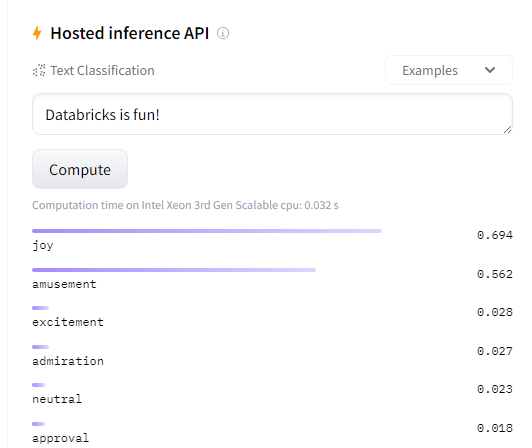 Hosted inference API
Text Classification
Examples
Databricks is fun!
Compute
Computation time on Intel Xeon 3rd Gen Scalable cpu: 0.032 s
joy 0.694
amusement 0.562
excitement 0.028
admiration 0.027
neutral 0.023
approval 0.018